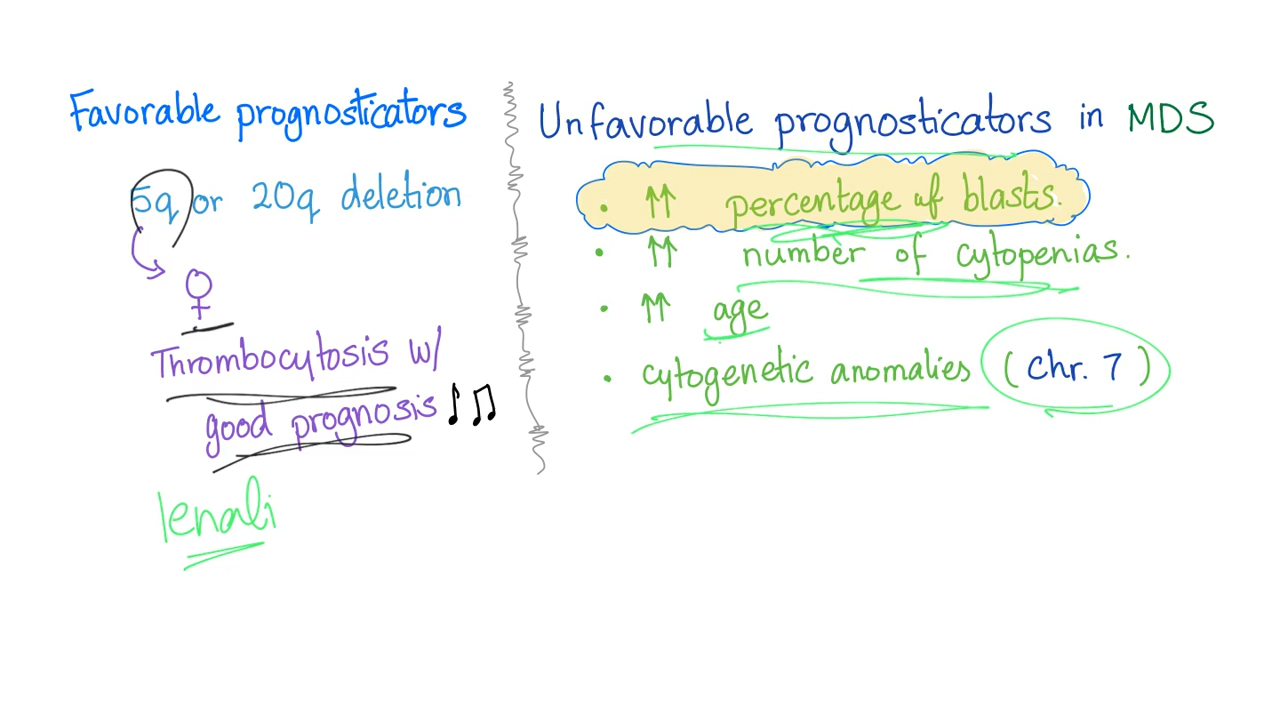 Favorable prognosticators
5q or 20q deletion
♀
Thrombocytosis w/
good prognosis ♪ ♫
lenali
Unfavorable prognosticators in MDS
• ↑↑ percentage of blasts.
• ↑↑ number of cytopenias.
• ↑↑ age
• cytogenetic anomalies (chr. 7)